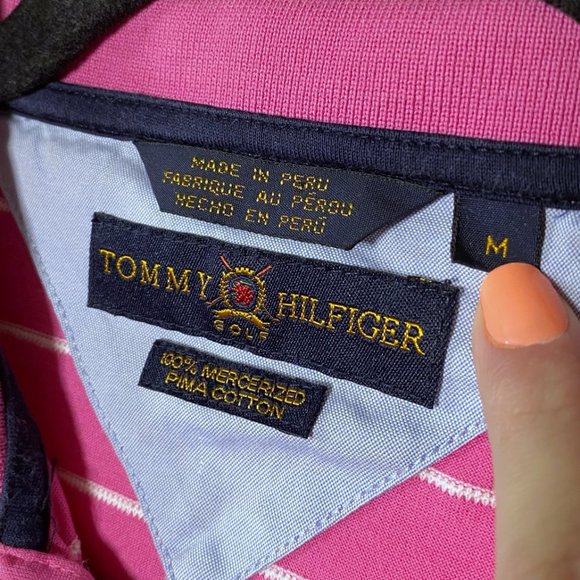 MADE IN PERU
FABRIQUE AU PÉROU
HECHO EN PERÚ
M
TOMMY HILFIGER
GOLF
100% MERCERIZED
PIMA COTTON